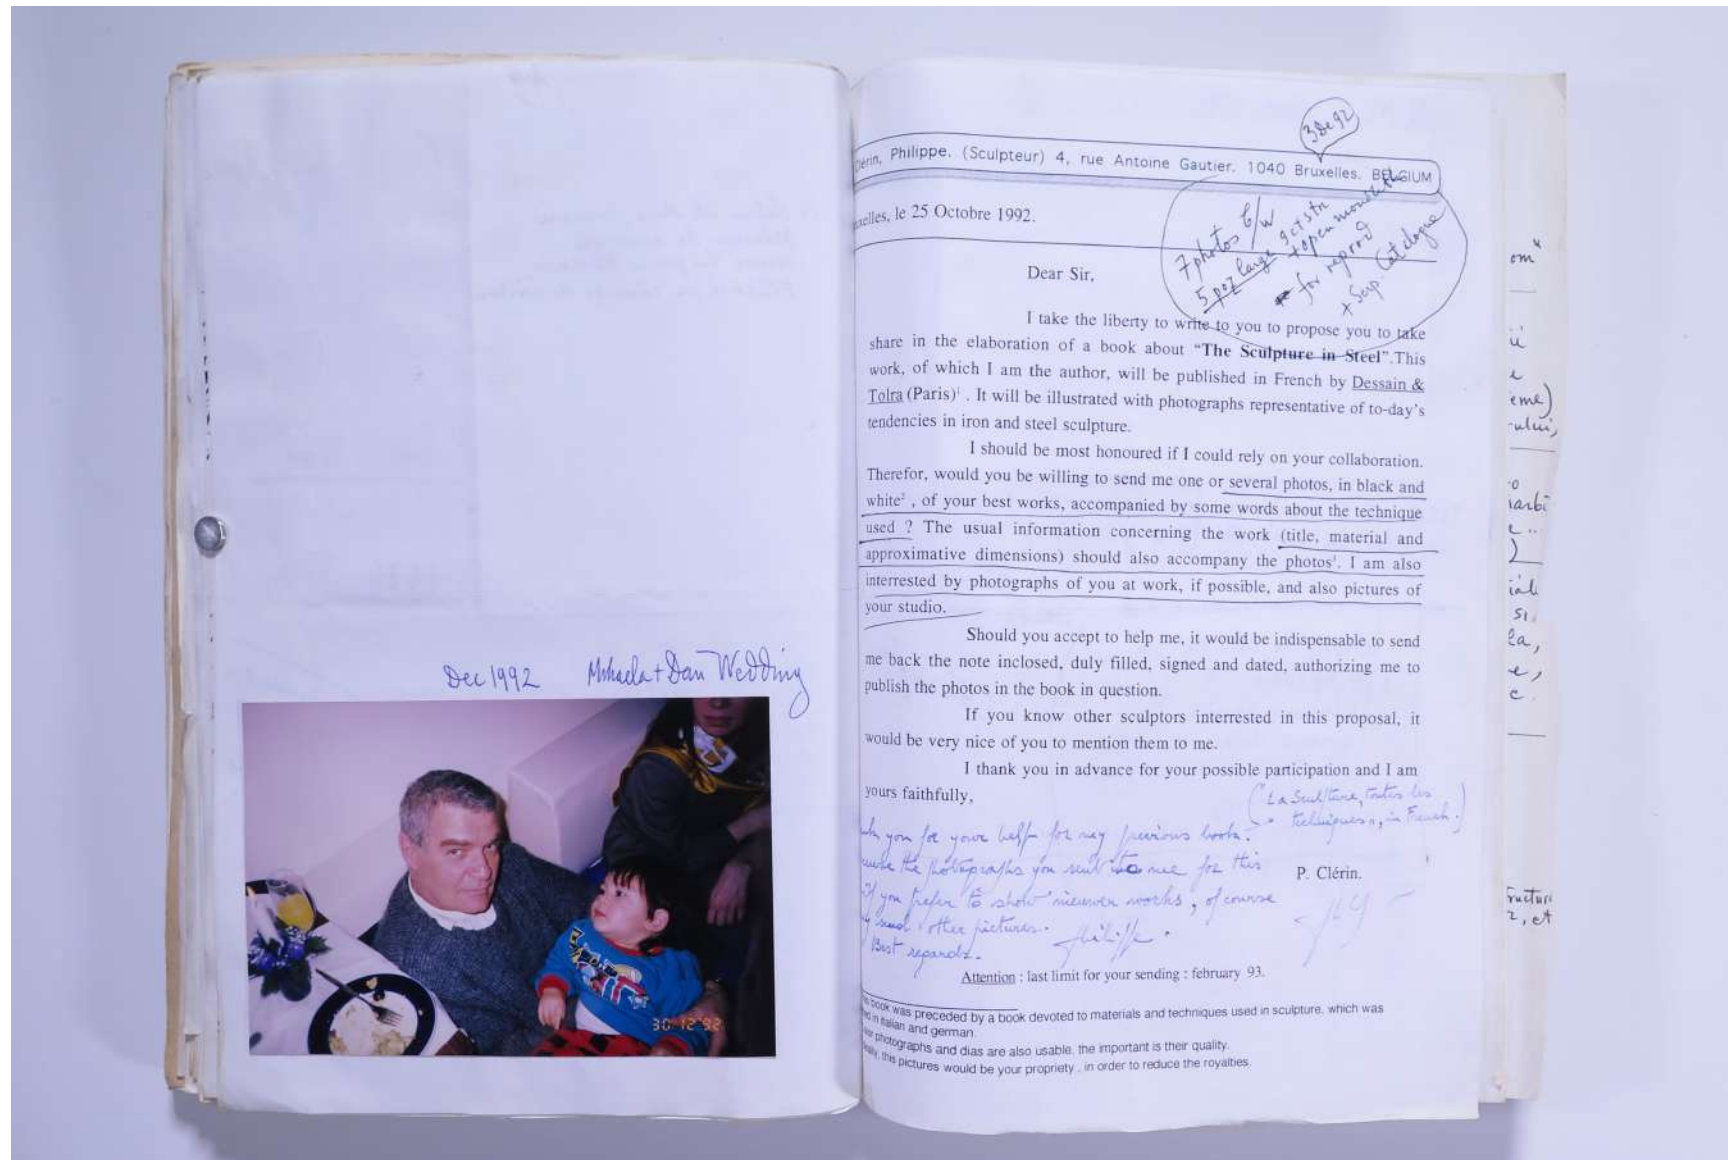 Dec 1992 Mihaela + Dan Wedding
30 12 '92
3 De 92
Clérin, Philippe. (Sculpteur) 4, rue Antoine Gautier. 1040 Bruxelles. BELGIUM
xelles, le 25 Octobre 1992.
7 photos b/w
5 poz large
+ open
for reprod
+ Catalogue
Dear Sir,
I take the liberty to write to you to propose you to take
share in the elaboration of a book about “The Sculpture in Steel”.This
work, of which I am the author, will be published in French by Dessain &
Tolra (Paris)¹ . It will be illustrated with photographs representative of to-day’s
tendencies in iron and steel sculpture.
I should be most honoured if I could rely on your collaboration.
Therefor, would you be willing to send me one or several photos, in black and
white² , of your best works, accompanied by some words about the technique
used ? The usual information concerning the work (title, material and
approximative dimensions) should also accompany the photos³. I am also
interrested by photographs of you at work, if possible, and also pictures of
your studio.
Should you accept to help me, it would be indispensable to send
me back the note inclosed, duly filled, signed and dated, authorizing me to
publish the photos in the book in question.
If you know other sculptors interrested in this proposal, it
would be very nice of you to mention them to me.
I thank you in advance for your possible participation and I am
yours faithfully,
(“La Sculpture, toutes les
techniques”, in French.)
you for your help for my previous book.
the photographs you sent to me for this
if you prefer to show newer works, of course
send other pictures. Philippe.
Best regards.
P. Clérin.
Attention : last limit for your sending : february 93.
book was preceded by a book devoted to materials and techniques used in sculpture. which was
in italian and german.
photographs and dias are also usable. the important is their quality.
this pictures would be your propriety , in order to reduce the royalties.
om"
eme)
ului,
iale
si.
la,
e,
c.
z, et